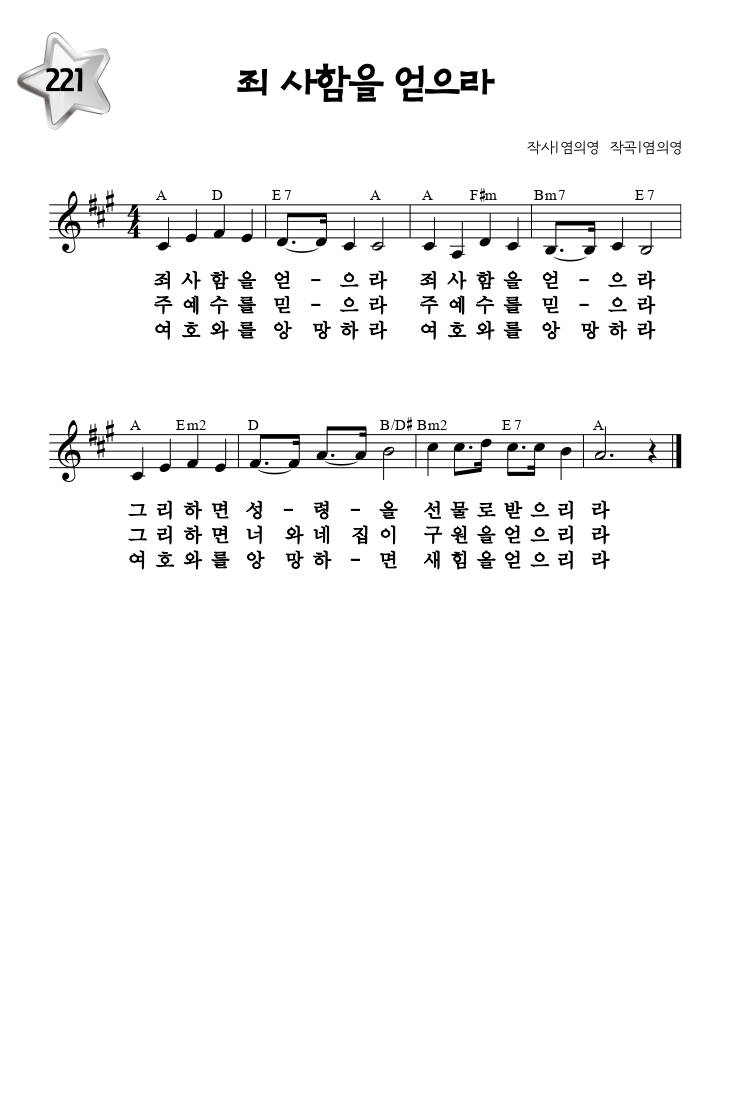 221
죄 사함을 얻으라
작사|염의영 작곡|염의영
A D E7 A A F#m Bm7 E7
죄 사 함 을 얻 - 으 라 죄 사 함 을 얻 - 으 라
주 예 수 를 믿 - 으 라 주 예 수 를 믿 - 으 라
여 호 와 를 앙 망 하 라 여 호 와 를 앙 망 하 라
A Em2 D B/D# Bm2 E7 A
그 리 하 면 성 - 령 - 을 선 물 로 받 으 리 라
그 리 하 면 너 와 네 집 이 구 원 을 얻 으 리 라
여 호 와 를 앙 망 하 - 면 새 힘 을 얻 으 리 라